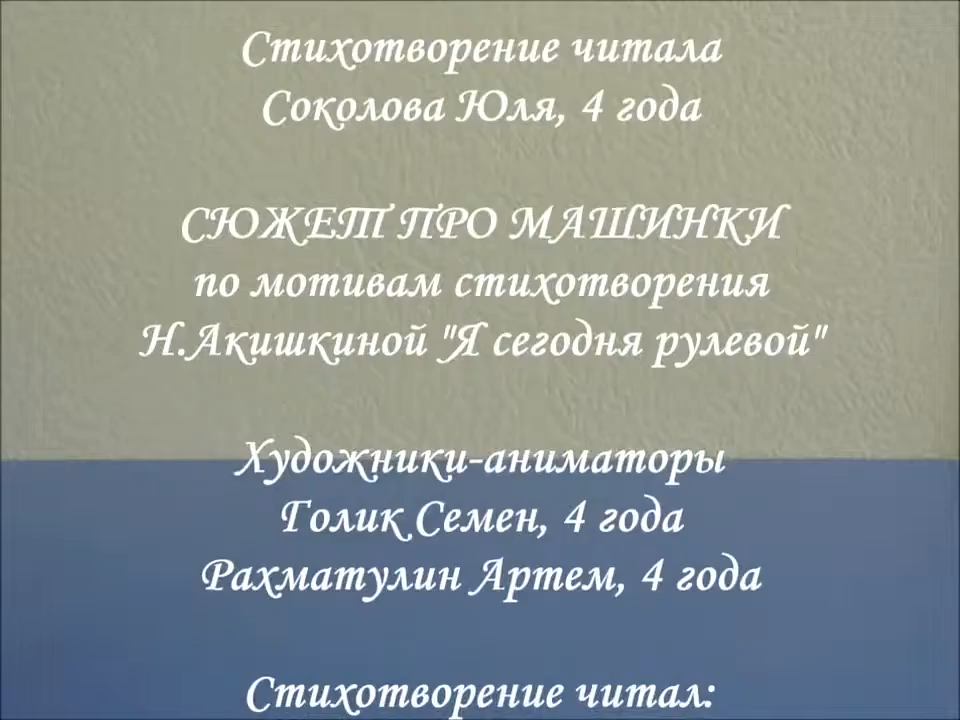 Стихотворение читала
Соколова Юля, 4 года
СЮЖЕТ ПРО МАШИНКИ
по мотивам стихотворения
Н.Акишкиной "Я сегодня рулевой"
Художники-аниматоры
Голик Семен, 4 года
Рахматулин Артем, 4 года
Стихотворение читал: